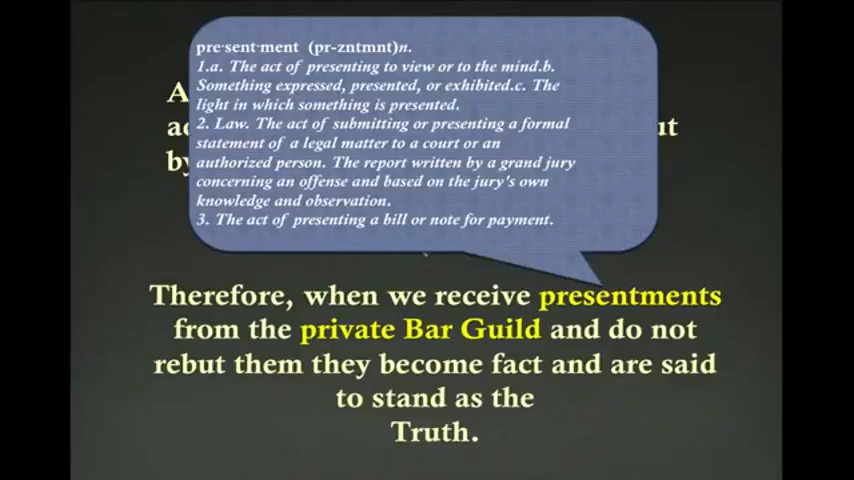 pre·sent·ment (pr-zntmnt)n.
1.a. The act of presenting to view or to the mind.b.
Something expressed, presented, or exhibited.c. The
light in which something is presented.
2. Law. The act of submitting or presenting a formal
statement of a legal matter to a court or an
authorized person. The report written by a grand jury
concerning an offense and based on the jury's own
knowledge and observation.
3. The act of presenting a bill or note for payment.
Therefore, when we receive presentments
from the private Bar Guild and do not
rebut them they become fact and are said
to stand as the
Truth.